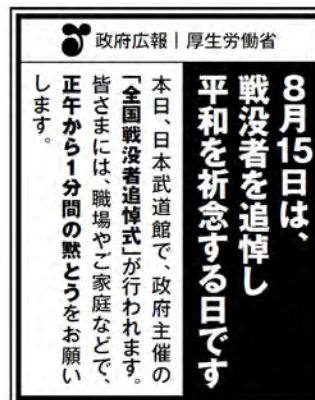 政府広報｜厚生労働省
8月15日は、
戦没者を追悼し
平和を祈念する日です
本日、日本武道館で、政府主催の
「全国戦没者追悼式」が行われます。
皆さまには、職場やご家庭などで、
正午から1分間の黙とうをお願い
します。